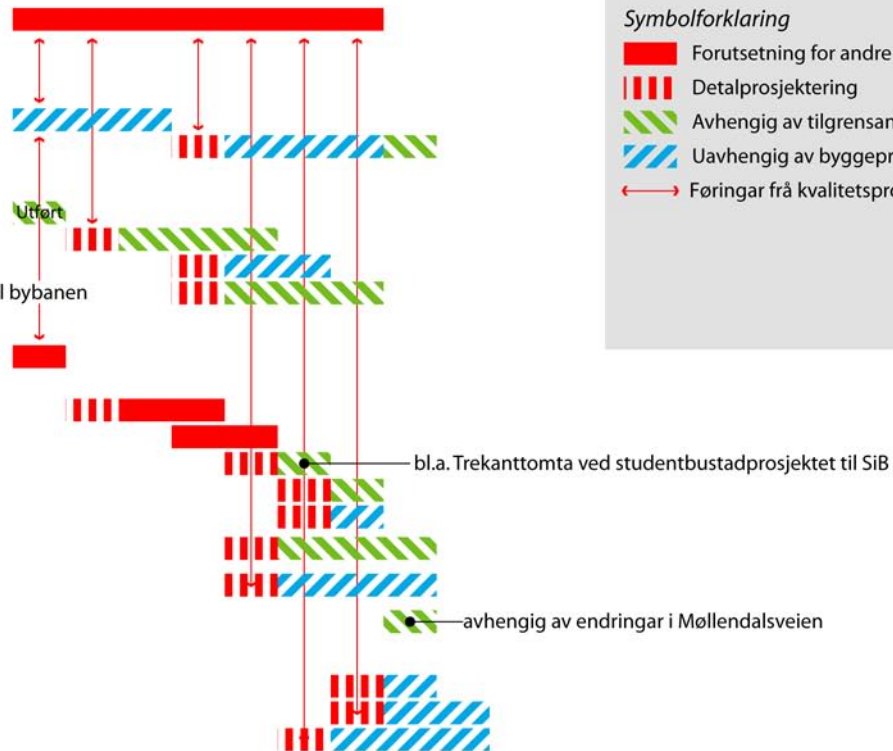 Symbolforklaring
Forutsetning for andre
Detalprosjektering
Avhengig av tilgrensan
Uavhengig av byggepr
Føringar frå kvalitetspro
Utført
l bybanen
bl.a. Trekanttomta ved studentbustadprosjektet til SiB
avhengig av endringar i Møllendalsveien